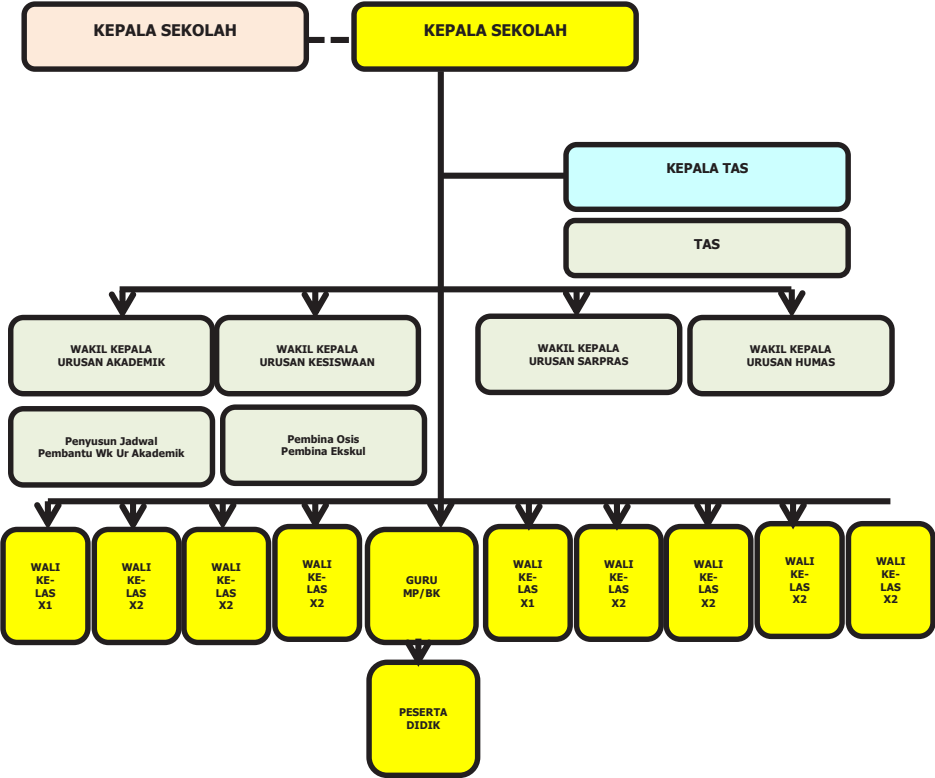 KEPALA SEKOLAH
KEPALA SEKOLAH
KEPALA TAS
TAS
WAKIL KEPALA
URUSAN AKADEMIK
WAKIL KEPALA
URUSAN KESISWAAN
WAKIL KEPALA
URUSAN SARPRAS
WAKIL KEPALA
URUSAN HUMAS
Penyusun Jadwal
Pembantu Wk Ur Akademik
Pembina Osis
Pembina Ekskul
WALI
KE-
LAS
X1
WALI
KE-
LAS
X2
WALI
KE-
LAS
X2
WALI
KE-
LAS
X2
GURU
MP/BK
WALI
KE-
LAS
X1
WALI
KE-
LAS
X2
WALI
KE-
LAS
X2
WALI
KE-
LAS
X2
WALI
KE-
LAS
X2
PESERTA
DIDIK